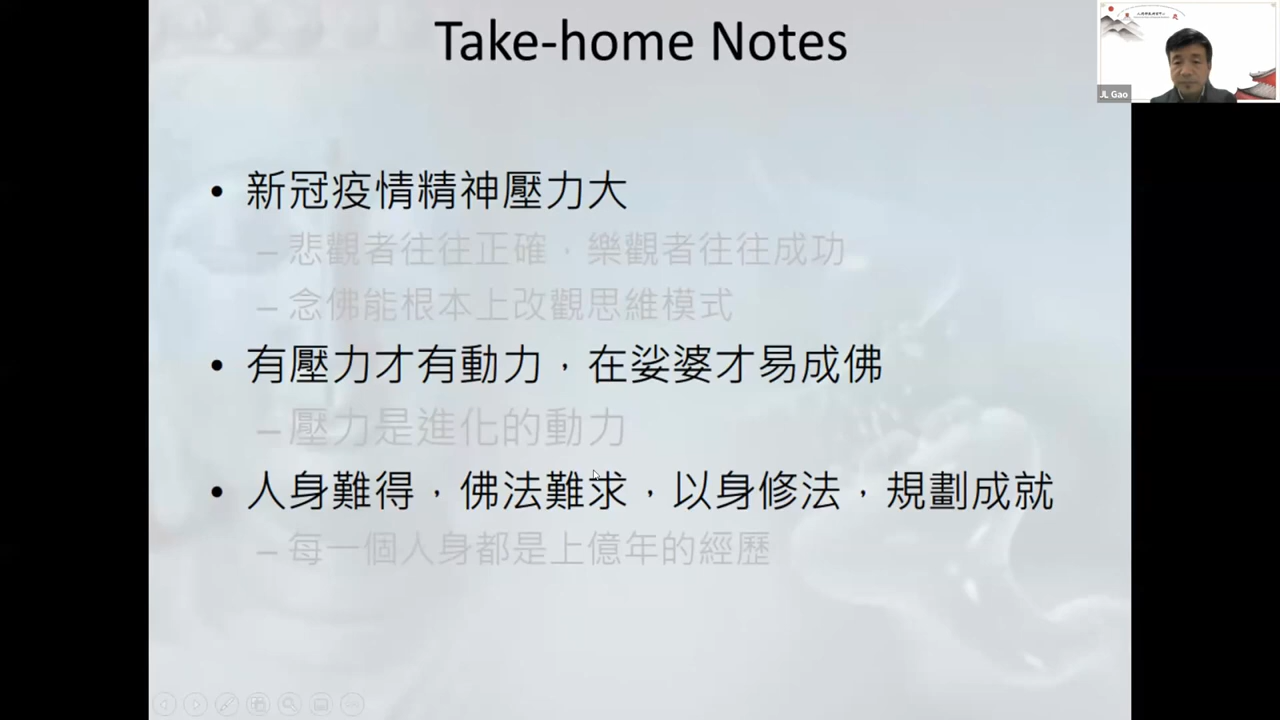 Take-home Notes
• 新冠疫情精神壓力大
– 悲觀者往往正確，樂觀者往往成功
– 念佛能根本上改觀思維模式
• 有壓力才有動力，在娑婆才易成佛
– 壓力是進化的動力
• 人身難得，佛法難求，以身修法，規劃成就
– 每一個人身都是上億年的經歷
JL Gao